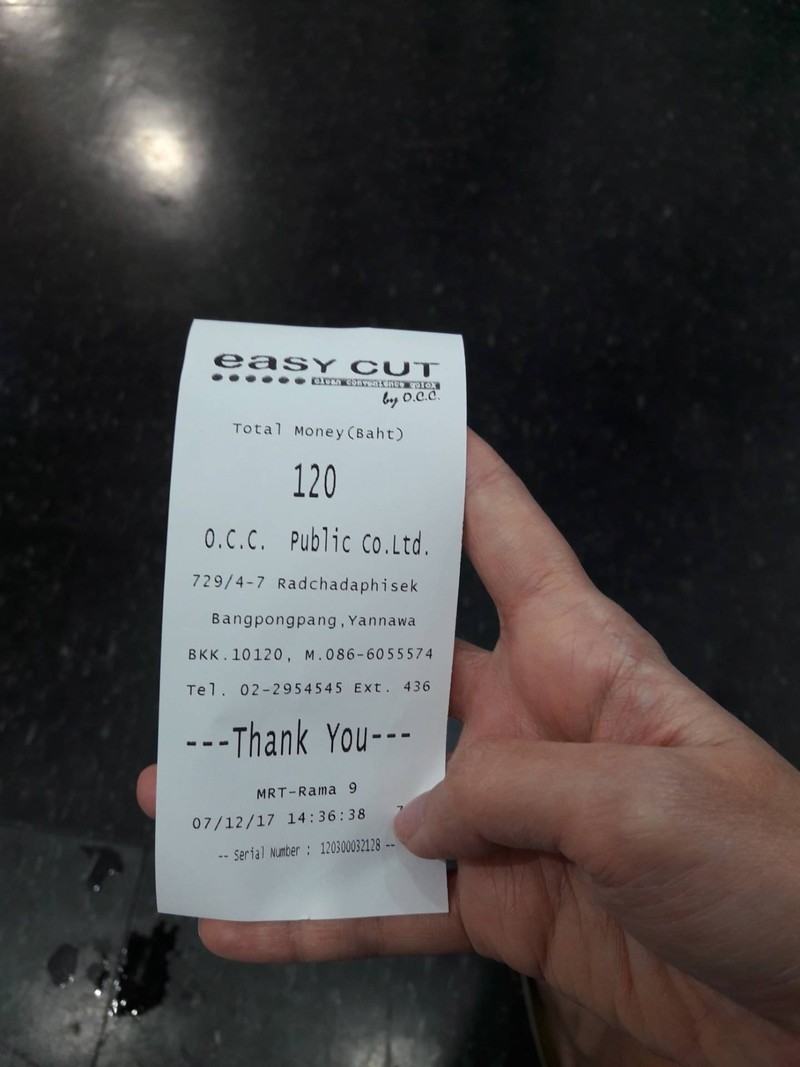 easy cut
clean convenience quick
by O.C.C.
Total Money(Baht)
120
O.C.C. Public Co.Ltd.
729/4-7 Radchadaphisek
Bangpongpang,Yannawa
BKK.10120, M.086-6055574
Tel. 02-2954545 Ext. 436
---Thank You---
MRT-Rama 9
07/12/17 14:36:38
-- Serial Number : 120300032128 --